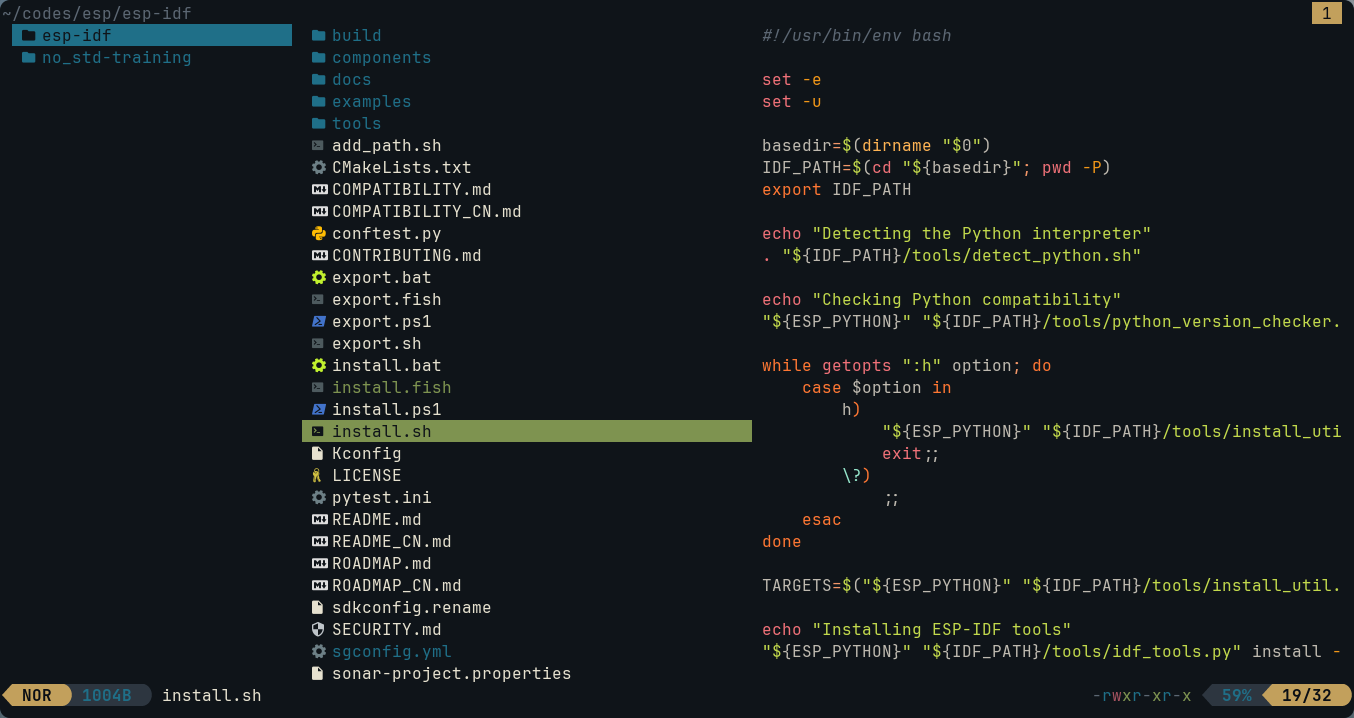 ~/codes/esp/esp-idf 1
esp-idf
no_std-training
build
components
docs
examples
tools
add_path.sh
CMakeLists.txt
COMPATIBILITY.md
COMPATIBILITY_CN.md
conftest.py
CONTRIBUTING.md
export.bat
export.fish
export.ps1
export.sh
install.bat
install.fish
install.ps1
install.sh
Kconfig
LICENSE
pytest.ini
README.md
README_CN.md
ROADMAP.md
ROADMAP_CN.md
sdkconfig.rename
SECURITY.md
sgconfig.yml
sonar-project.properties
#!/usr/bin/env bash
set -e
set -u
basedir=$(dirname "$0")
IDF_PATH=$(cd "${basedir}"; pwd -P)
export IDF_PATH
echo "Detecting the Python interpreter"
. "${IDF_PATH}/tools/detect_python.sh"
echo "Checking Python compatibility"
"${ESP_PYTHON}" "${IDF_PATH}/tools/python_version_checker.
while getopts ":h" option; do
    case $option in
        h)
            "${ESP_PYTHON}" "${IDF_PATH}/tools/install_uti
            exit;;
        \?)
            ;;
    esac
done
TARGETS=$("${ESP_PYTHON}" "${IDF_PATH}/tools/install_util.
echo "Installing ESP-IDF tools"
"${ESP_PYTHON}" "${IDF_PATH}/tools/idf_tools.py" install -
NOR 1004B install.sh -rwxr-xr-x 59% 19/32